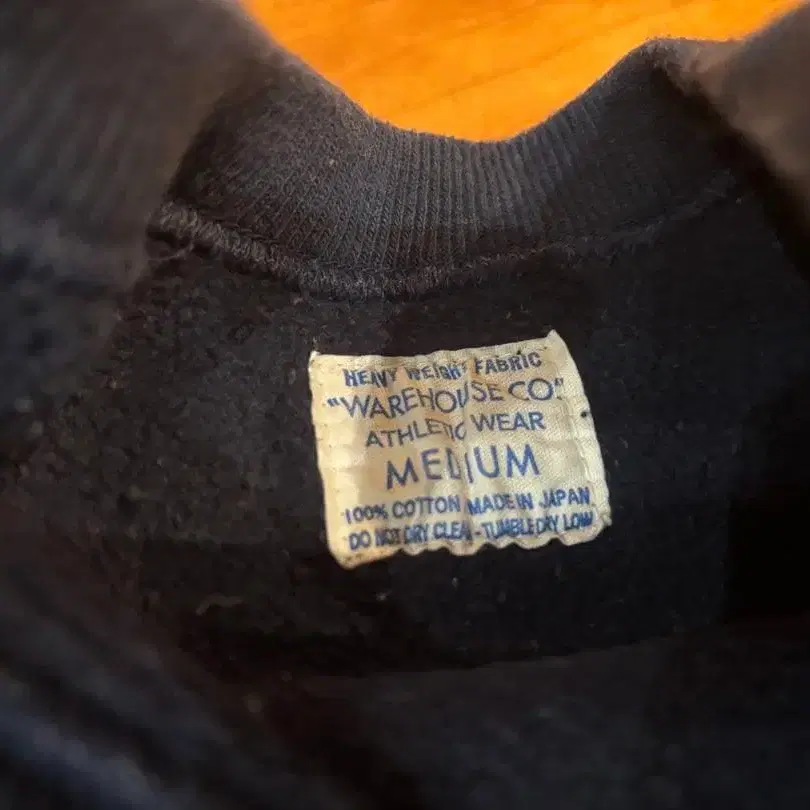 HEAVY WEIGHT FABRIC
"WAREHOUSE CO."
ATHLETIC WEAR
MEDIUM
100% COTTON MADE IN JAPAN
DO NOT DRY CLEAN-TUMBLE DRY LOW